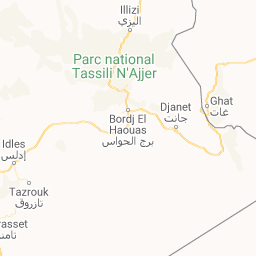 Illizi
اليزي
Parc national
Tassili N'Ajjer
Djanet
جانت
Ghat
غات
Bordj El
Haouas
برج الحواس
Idles
إدلس
Tazrouk
تازروق